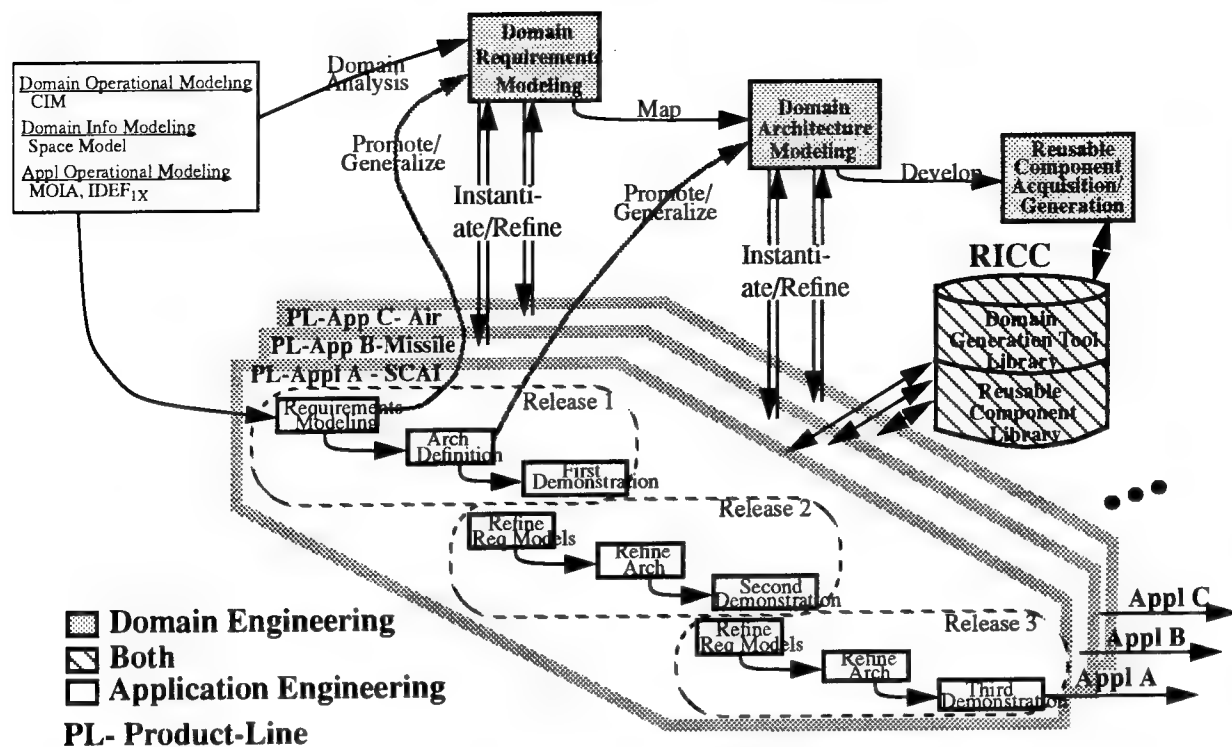 Domain
Requirements
Modeling
Domain
Analysis
Domain Operational Modeling
CIM
Domain Info Modeling
Space Model
Appl Operational Modeling
MOIA, IDEF1X
Promote/
Generalize
Map
Domain
Architecture
Modeling
Develop
Reusable
Component
Acquisition/
Generation
Instanti-
ate/Refine
Promote/
Generalize
Instanti-
ate/Refine
RICC
Domain
Generation Tool
Library
Reusable
Component
Library
PL-App C- Air
PL-App B-Missile
PL-Appl A - SCAI
Release 1
Requirements
Modeling
Arch
Definition
First
Demonstration
Release 2
Refine
Req Models
Refine
Arch
Second
Demonstration
Release 3
Refine
Req Models
Refine
Arch
Third
Demonstration
Appl C
Appl B
Appl A
Domain Engineering
Both
Application Engineering
PL- Product-Line